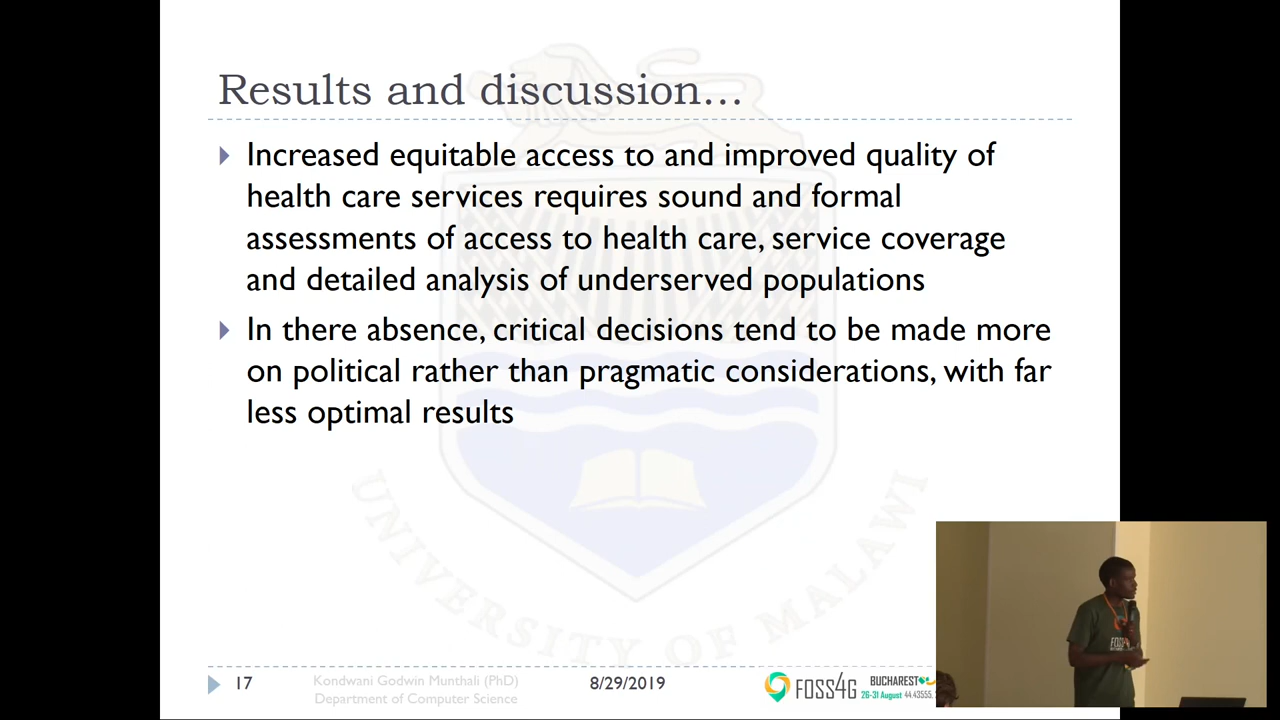 Results and discussion...
Increased equitable access to and improved quality of
health care services requires sound and formal
assessments of access to health care, service coverage
and detailed analysis of underserved populations
In there absence, critical decisions tend to be made more
on political rather than pragmatic considerations, with far
less optimal results
UNIVERSITY OF MALAWI
17
Kondwani Godwin Munthali (PhD)
Department of Computer Science
8/29/2019
FOSS4G
BUCHAREST
26-31 August 44.43555,
FOSS4G